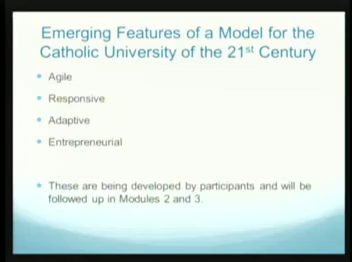 Emerging Features of a Model for the
Catholic University of the 21st Century
Agile
Responsive
Adaptive
Entrepreneurial
These are being developed by participants and will be
followed up in Modules 2 and 3.